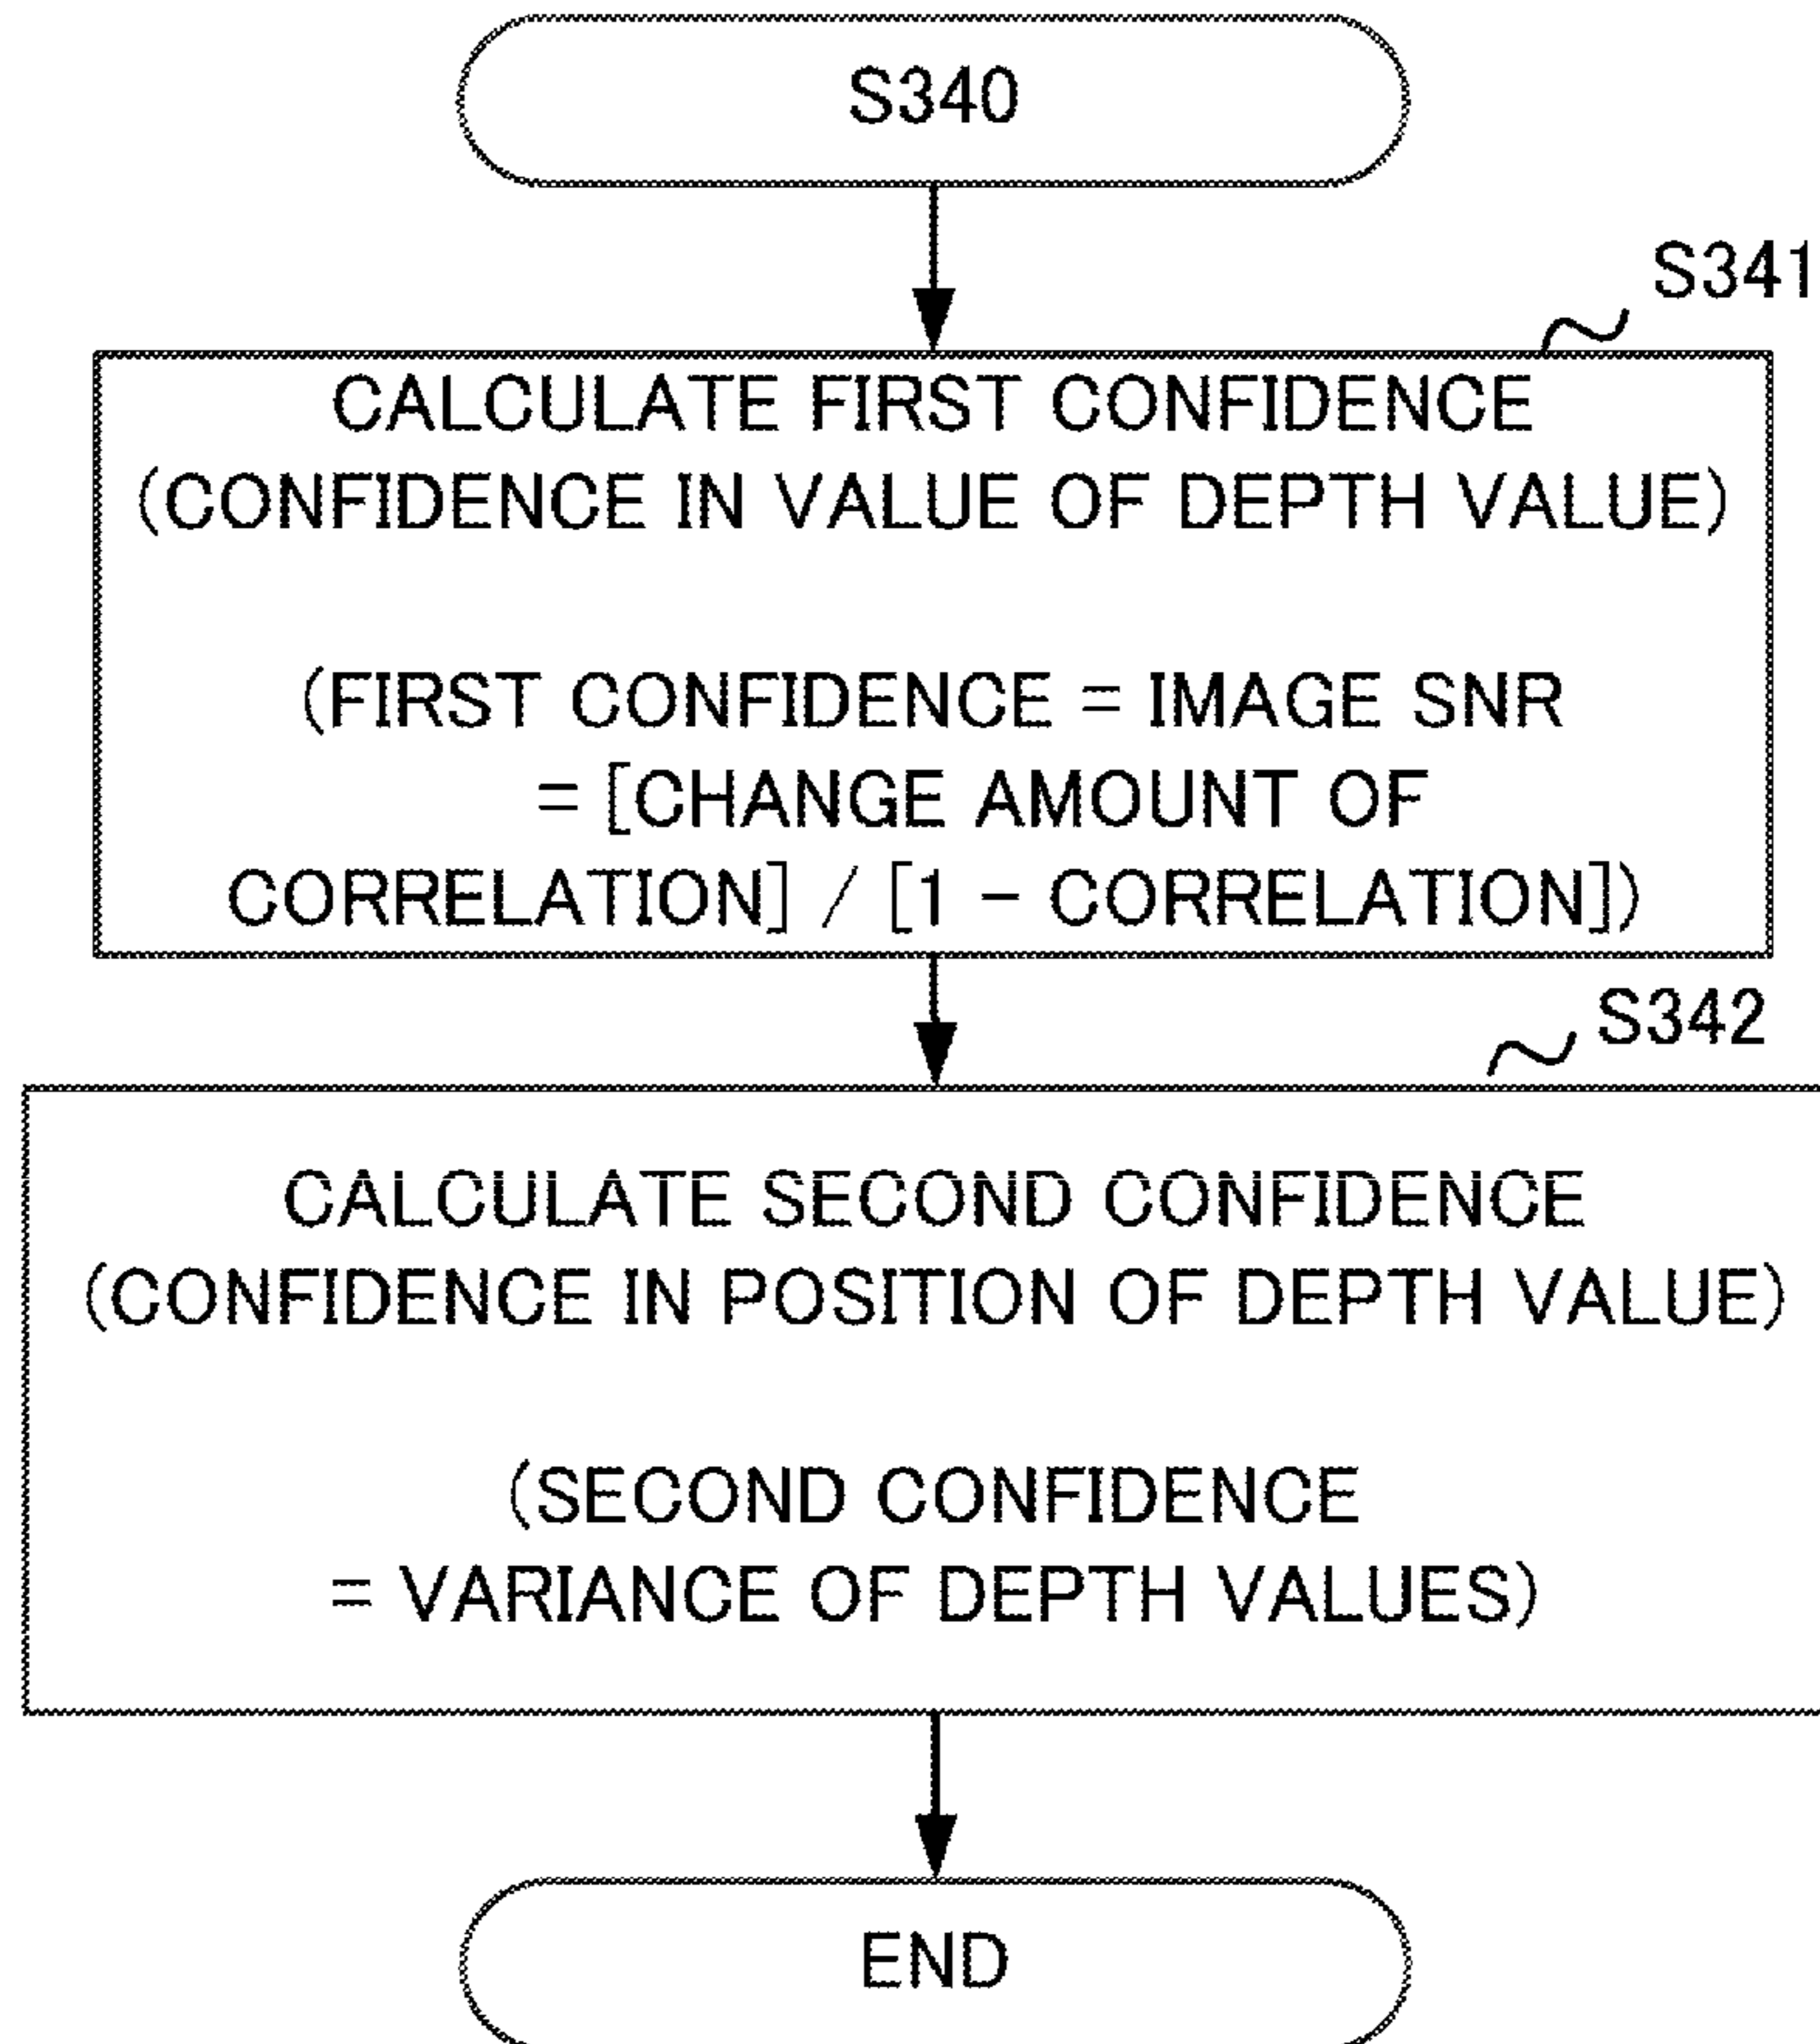 S340
S341
CALCULATE FIRST CONFIDENCE
(CONFIDENCE IN VALUE OF DEPTH VALUE)
(FIRST CONFIDENCE = IMAGE SNR
= [CHANGE AMOUNT OF
CORRELATION] / [1 − CORRELATION])
S342
CALCULATE SECOND CONFIDENCE
(CONFIDENCE IN POSITION OF DEPTH VALUE)
(SECOND CONFIDENCE
= VARIANCE OF DEPTH VALUES)
END